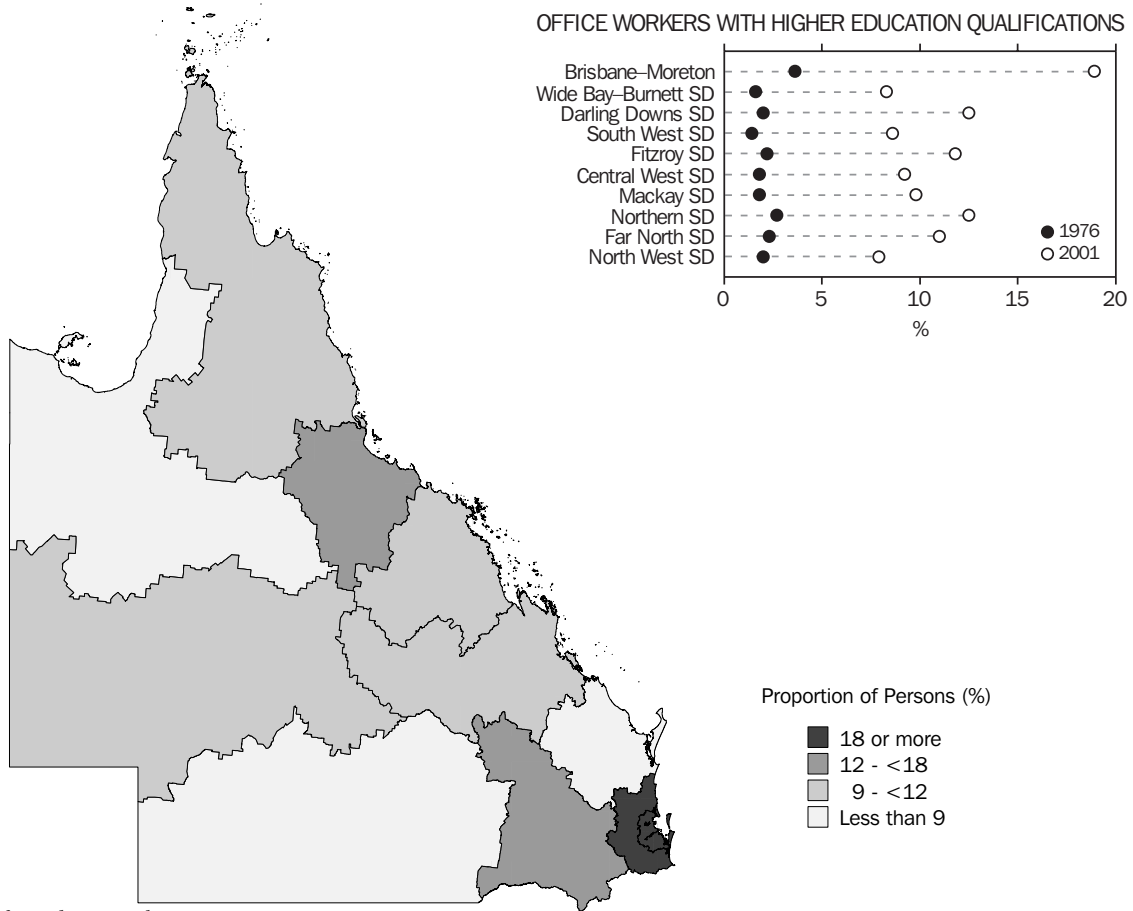 OFFICE WORKERS WITH HIGHER EDUCATION QUALIFICATIONS
Brisbane–Moreton
Wide Bay–Burnett SD
Darling Downs SD
South West SD
Fitzroy SD
Central West SD
Mackay SD
Northern SD
Far North SD
North West SD
1976
2001
0 5 10 15 20
%
Proportion of Persons (%)
18 or more
12 - <18
9 - <12
Less than 9